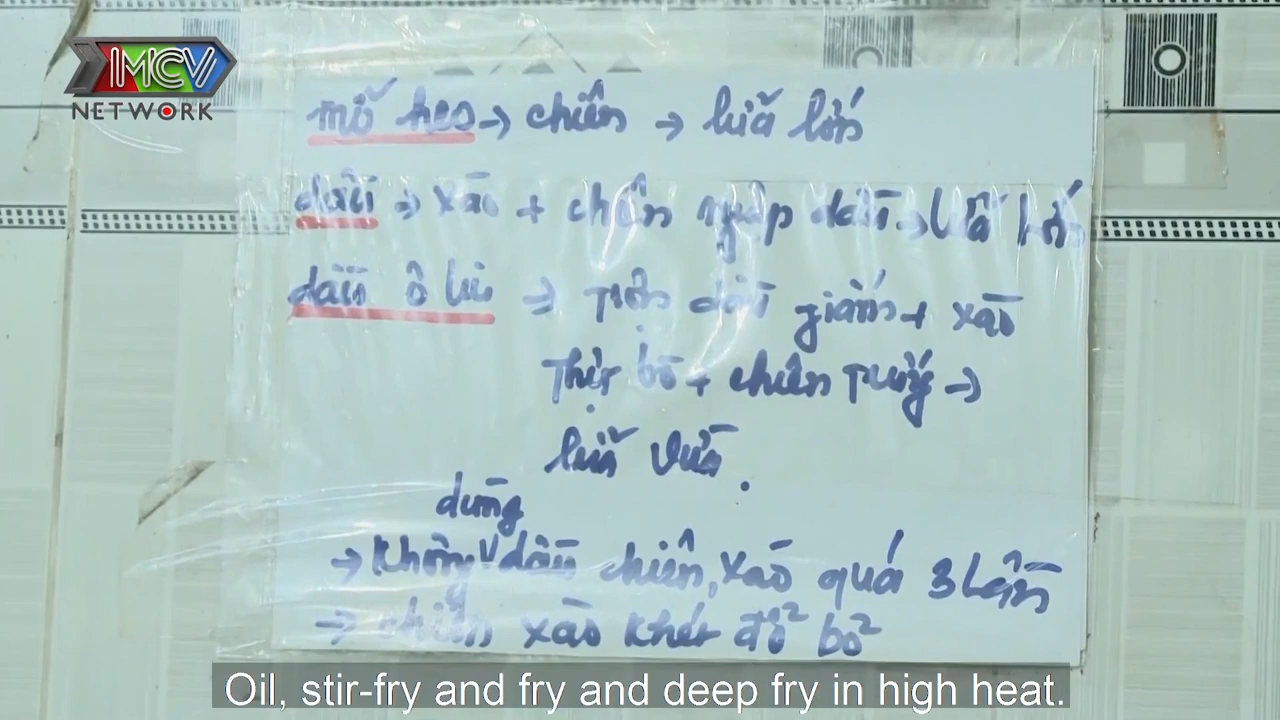 MCV
NETWORK
mỡ heo → chiên → lửa lớn
dầu → xào + chiên ngập dầu → lửa lớn
dầu ô liu → trộn dầu giấm + xào
thịt bò + chiên trứng →
lửa vừa.
dùng
→ Không v dầu chiên, xào quá 3 lần
→ chiên xào khét đổ bỏ
Oil, stir-fry and fry and deep fry in high heat.